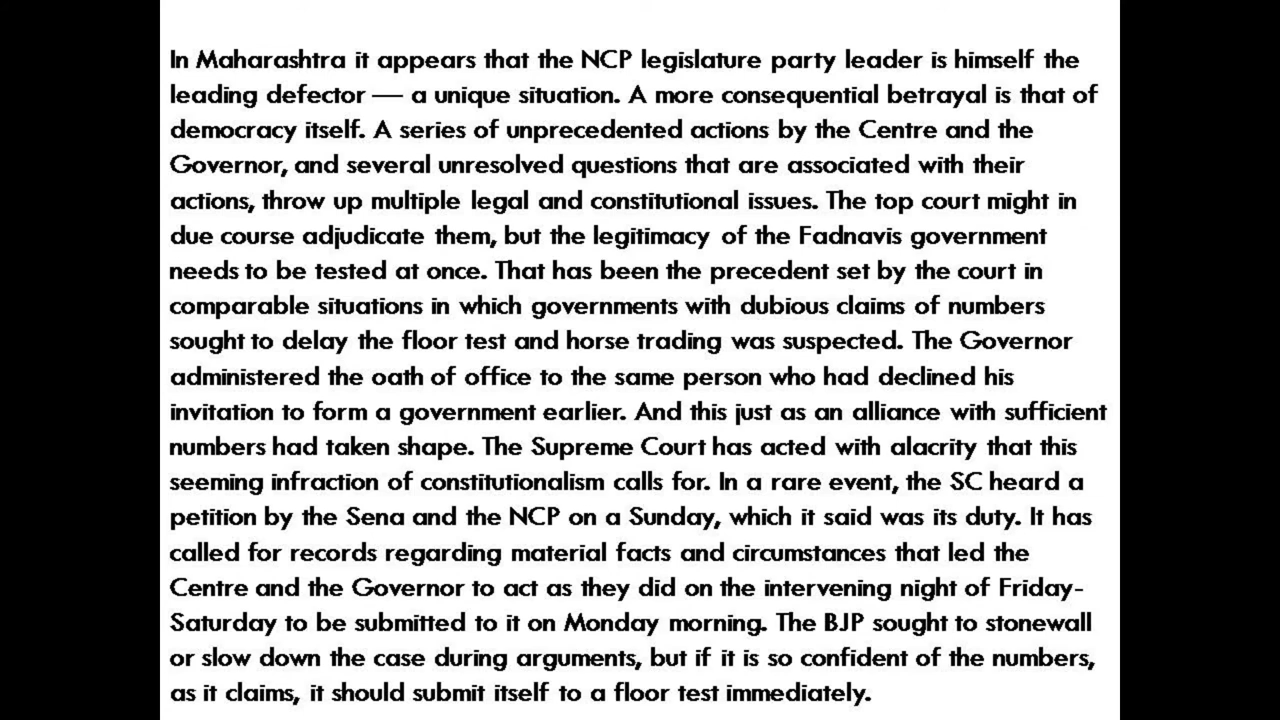 In Maharashtra it appears that the NCP legislature party leader is himself the
leading defector — a unique situation. A more consequential betrayal is that of
democracy itself. A series of unprecedented actions by the Centre and the
Governor, and several unresolved questions that are associated with their
actions, throw up multiple legal and constitutional issues. The top court might in
due course adjudicate them, but the legitimacy of the Fadnavis government
needs to be tested at once. That has been the precedent set by the court in
comparable situations in which governments with dubious claims of numbers
sought to delay the floor test and horse trading was suspected. The Governor
administered the oath of office to the same person who had declined his
invitation to form a government earlier. And this just as an alliance with sufficient
numbers had taken shape. The Supreme Court has acted with alacrity that this
seeming infraction of constitutionalism calls for. In a rare event, the SC heard a
petition by the Sena and the NCP on a Sunday, which it said was its duty. It has
called for records regarding material facts and circumstances that led the
Centre and the Governor to act as they did on the intervening night of Friday-
Saturday to be submitted to it on Monday morning. The BJP sought to stonewall
or slow down the case during arguments, but if it is so confident of the numbers,
as it claims, it should submit itself to a floor test immediately.